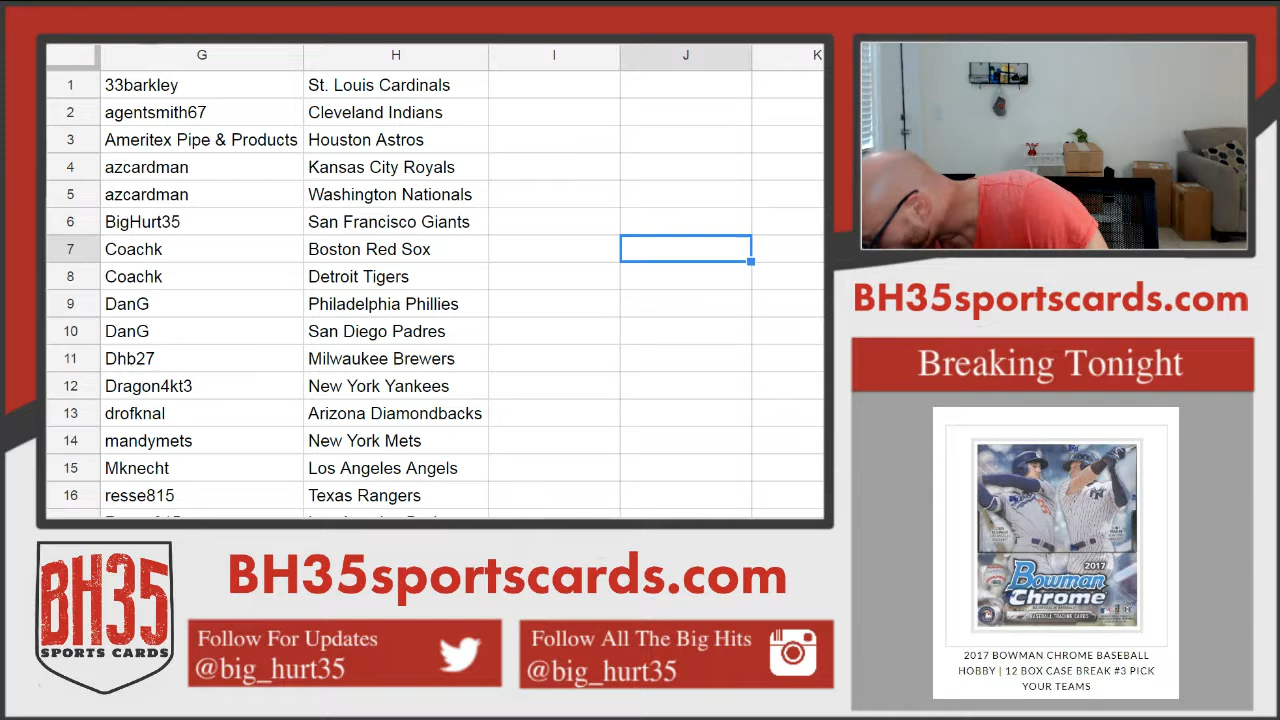 G H I J K
1 33barkley St. Louis Cardinals
2 agentsmith67 Cleveland Indians
3 Ameritex Pipe & Products Houston Astros
4 azcardman Kansas City Royals
5 azcardman Washington Nationals
6 BigHurt35 San Francisco Giants
7 Coachk Boston Red Sox
8 Coachk Detroit Tigers
9 DanG Philadelphia Phillies
10 DanG San Diego Padres
11 Dhb27 Milwaukee Brewers
12 Dragon4kt3 New York Yankees
13 drofknal Arizona Diamondbacks
14 mandymets New York Mets
15 Mknecht Los Angeles Angels
16 resse815 Texas Rangers
BH35sportscards.com
Breaking Tonight
2017
Bowman
Chrome
BASEBALL TRADING CARDS
2017 BOWMAN CHROME BASEBALL
HOBBY | 12 BOX CASE BREAK #3 PICK
YOUR TEAMS
BH35
SPORTS CARDS
BH35sportscards.com
Follow For Updates
@big_hurt35
Follow All The Big Hits
@big_hurt35